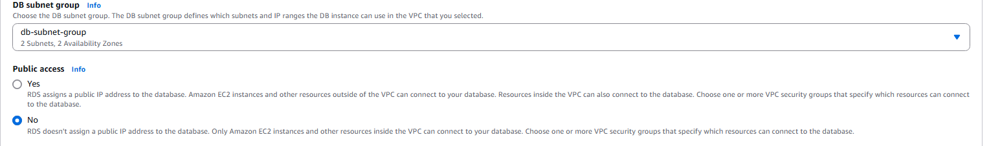 DB subnet group Info
Choose the DB subnet group. The DB subnet group defines which subnets and IP ranges the DB instance can use in the VPC that you selected.
db-subnet-group
2 Subnets, 2 Availability Zones
Public access Info
Yes
RDS assigns a public IP address to the database. Amazon EC2 instances and other resources outside of the VPC can connect to your database. Resources inside the VPC can also connect to the database. Choose one or more VPC security groups that specify which resources can connect
to the database.
No
RDS doesn't assign a public IP address to the database. Only Amazon EC2 instances and other resources inside the VPC can connect to your database. Choose one or more VPC security groups that specify which resources can connect to the database.